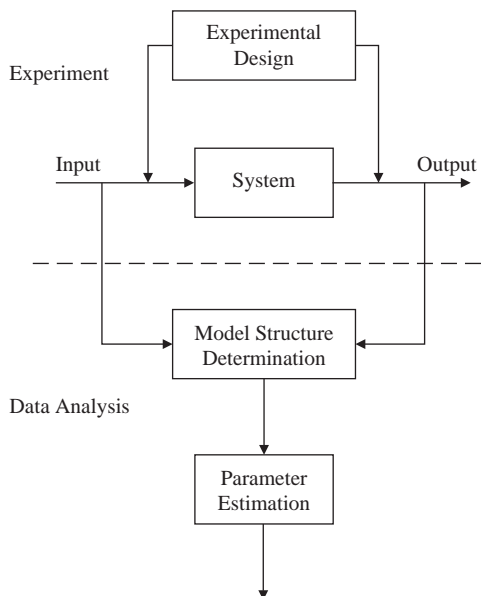 Experimental
Design
Experiment
Input
Output
System
Model Structure
Determination
Data Analysis
Parameter
Estimation